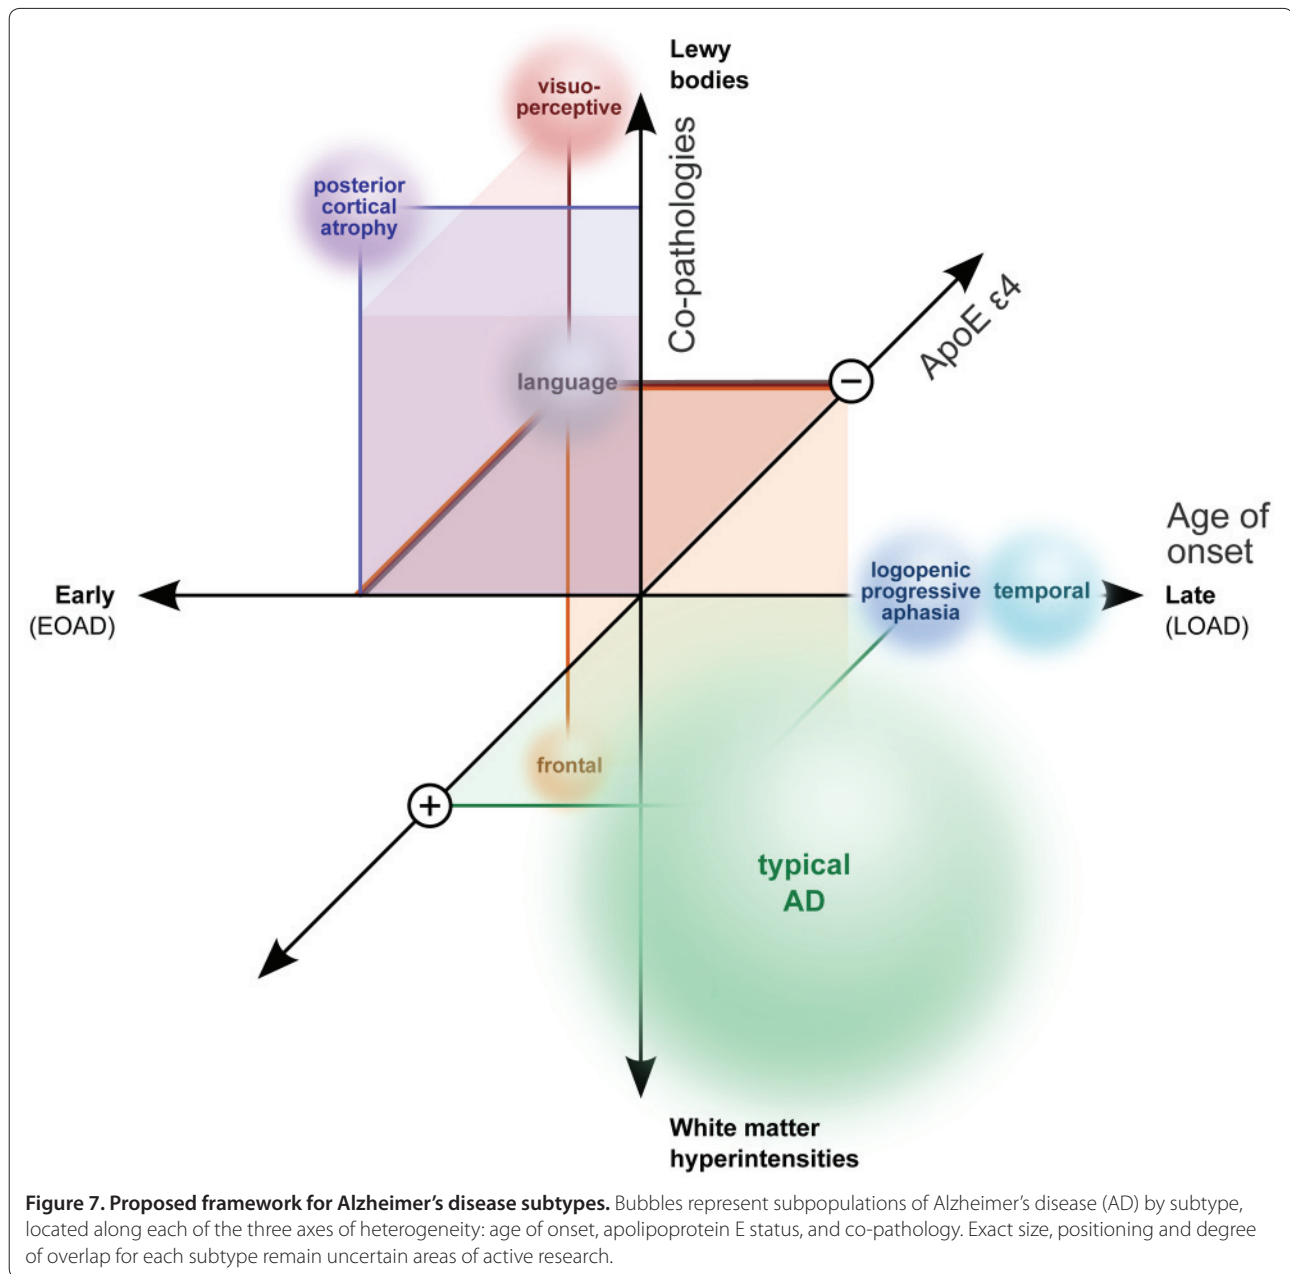 Lewy
bodies
visuo-
perceptive
Co-pathologies
posterior
cortical
atrophy
ApoE ε4
language
−
Age of
onset
Early
(EOAD)
logopenic
progressive
aphasia
temporal
Late
(LOAD)
frontal
+
typical
AD
White matter
hyperintensities
Figure 7. Proposed framework for Alzheimer’s disease subtypes. Bubbles represent subpopulations of Alzheimer’s disease (AD) by subtype,
located along each of the three axes of heterogeneity: age of onset, apolipoprotein E status, and co-pathology. Exact size, positioning and degree
of overlap for each subtype remain uncertain areas of active research.